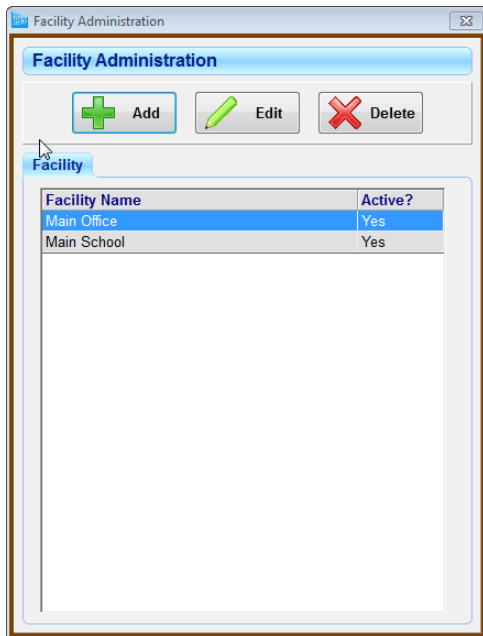 Facility Administration
Facility Administration
Add Edit Delete
Facility
Facility Name Active?
Main Office Yes
Main School Yes